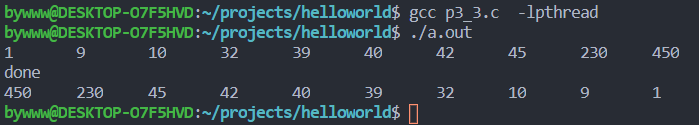 bywww@DESKTOP-O7F5HVD:~/projects/helloworld$ gcc p3_3.c  -lpthread
bywww@DESKTOP-O7F5HVD:~/projects/helloworld$ ./a.out
1       9       10      32      39      40      42      45      230     450
done
450     230     45      42      40      39      32      10      9       1
bywww@DESKTOP-O7F5HVD:~/projects/helloworld$